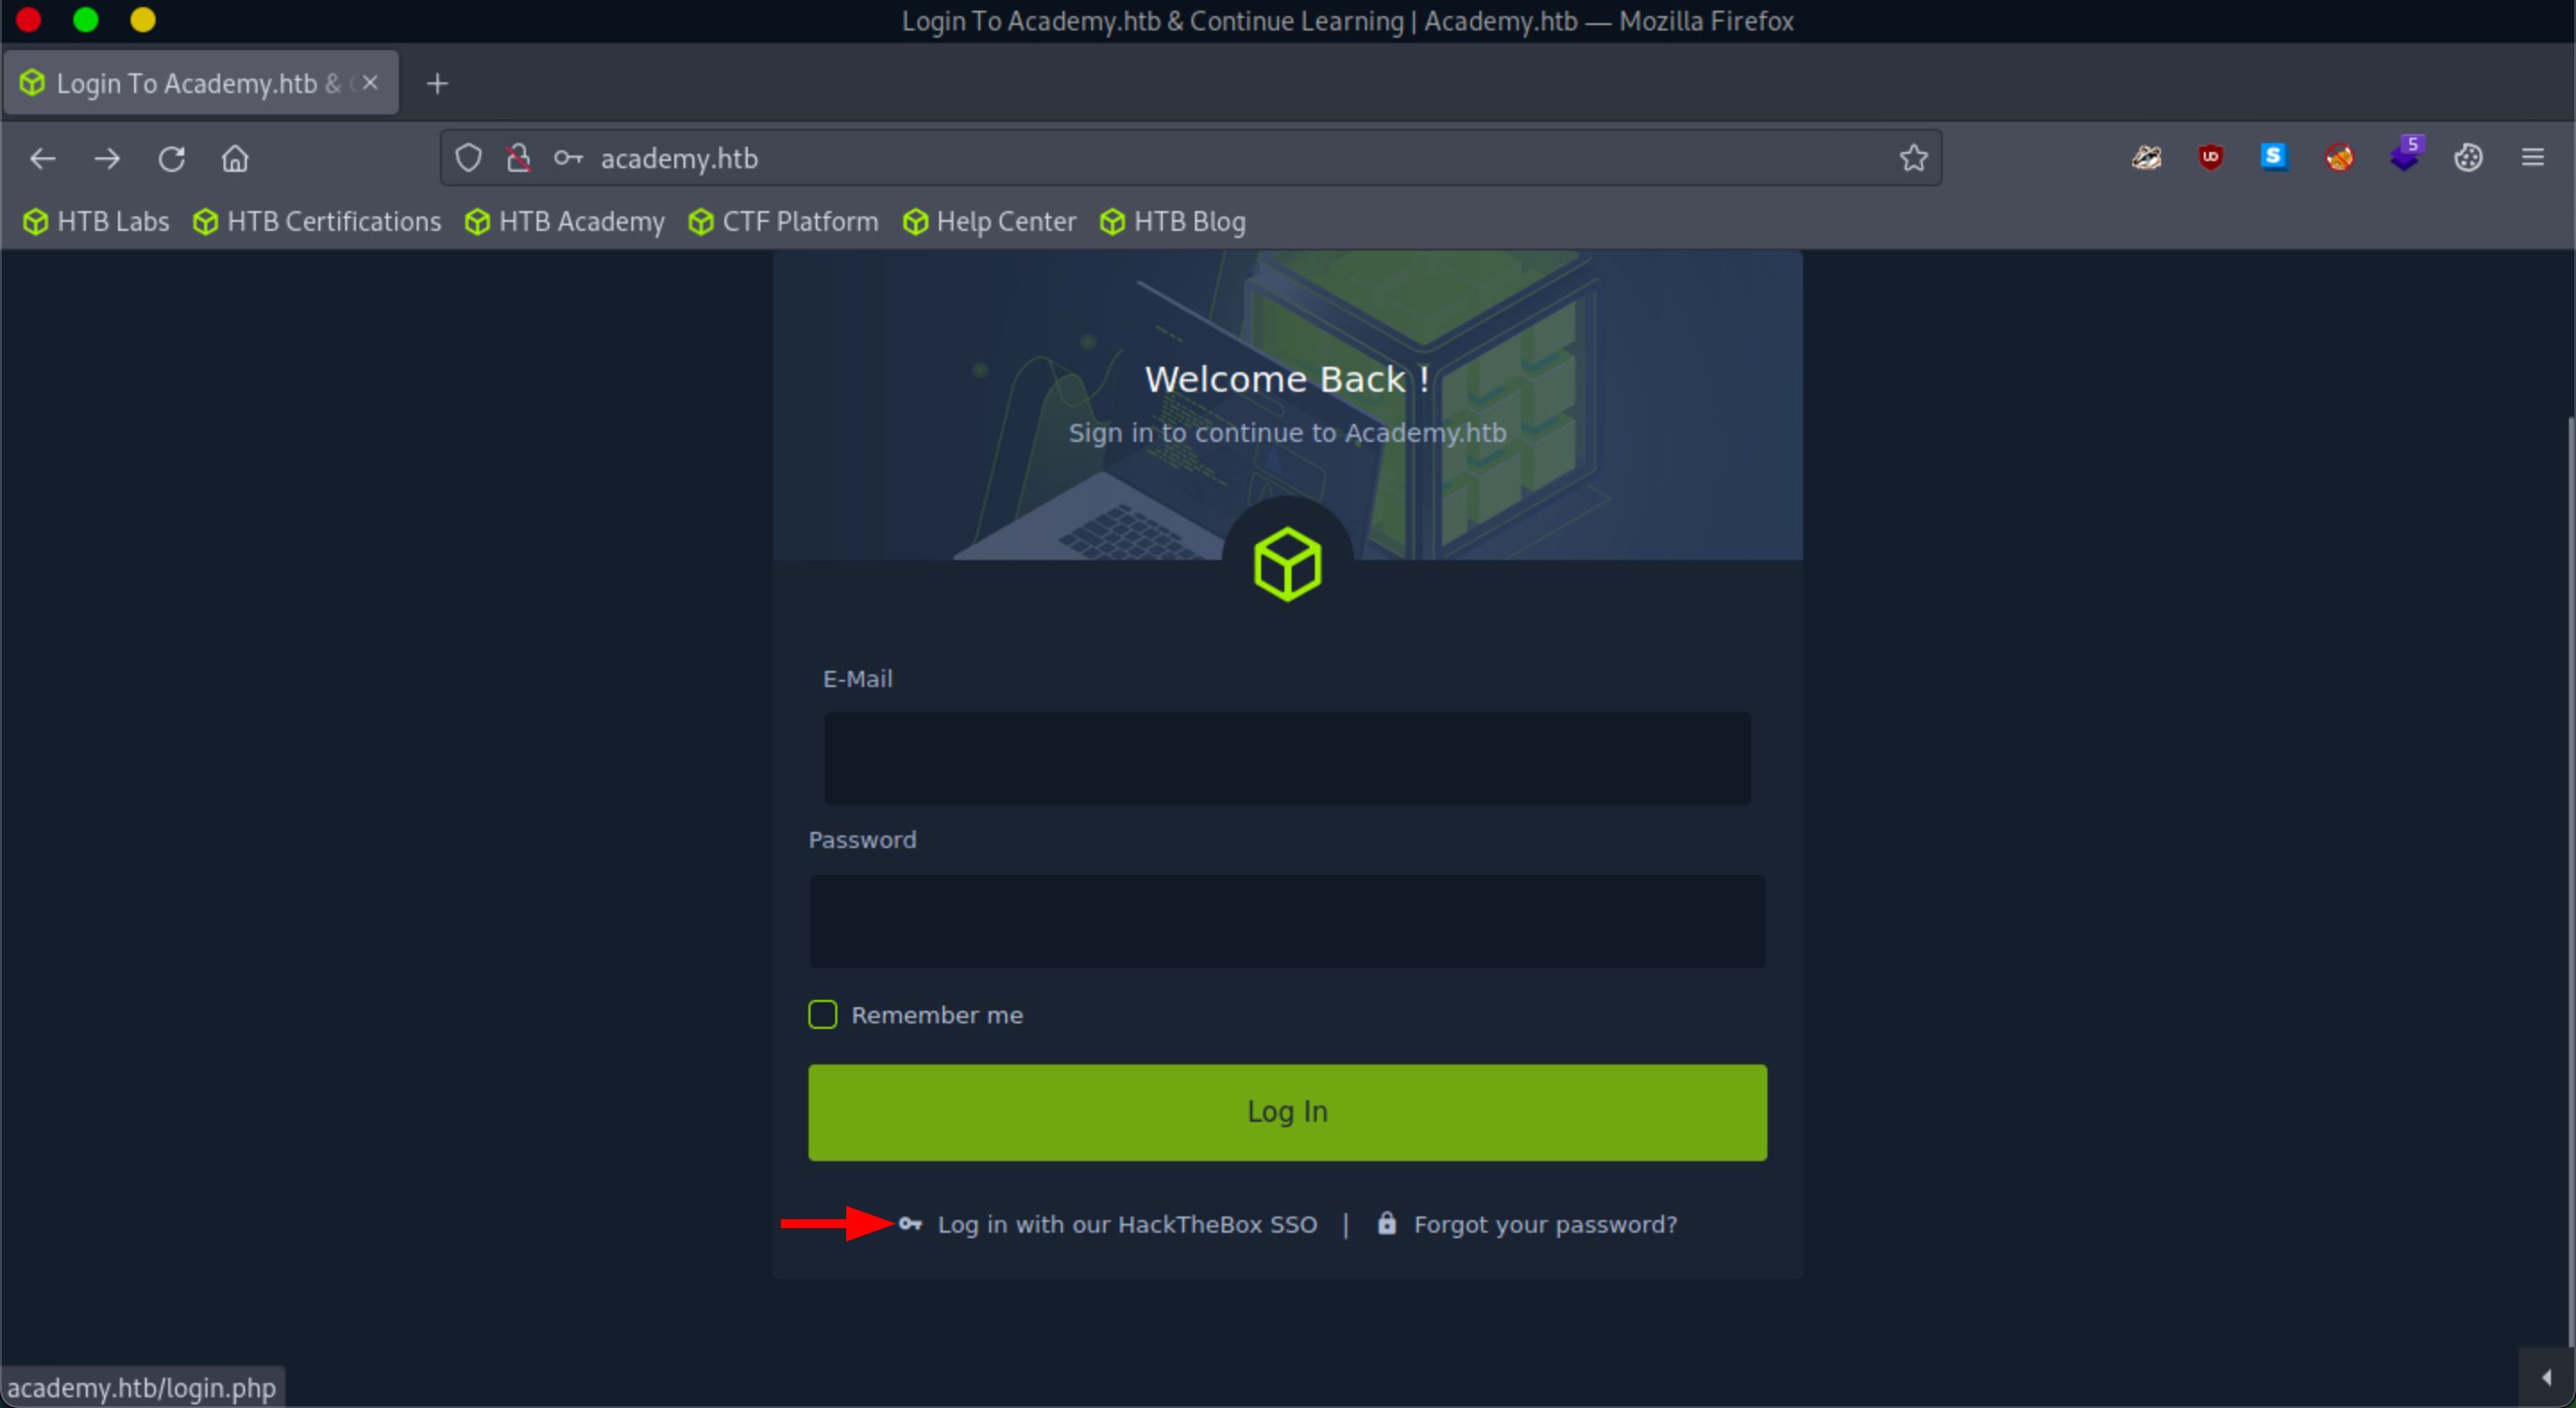 Login To Academy.htb & Continue Learning | Academy.htb — Mozilla Firefox
Login To Academy.htb &
academy.htb
5
HTB Labs HTB Certifications HTB Academy CTF Platform Help Center HTB Blog
Welcome Back !
Sign in to continue to Academy.htb
E-Mail
Password
Remember me
Log In
Log in with our HackTheBox SSO | Forgot your password?
academy.htb/login.php